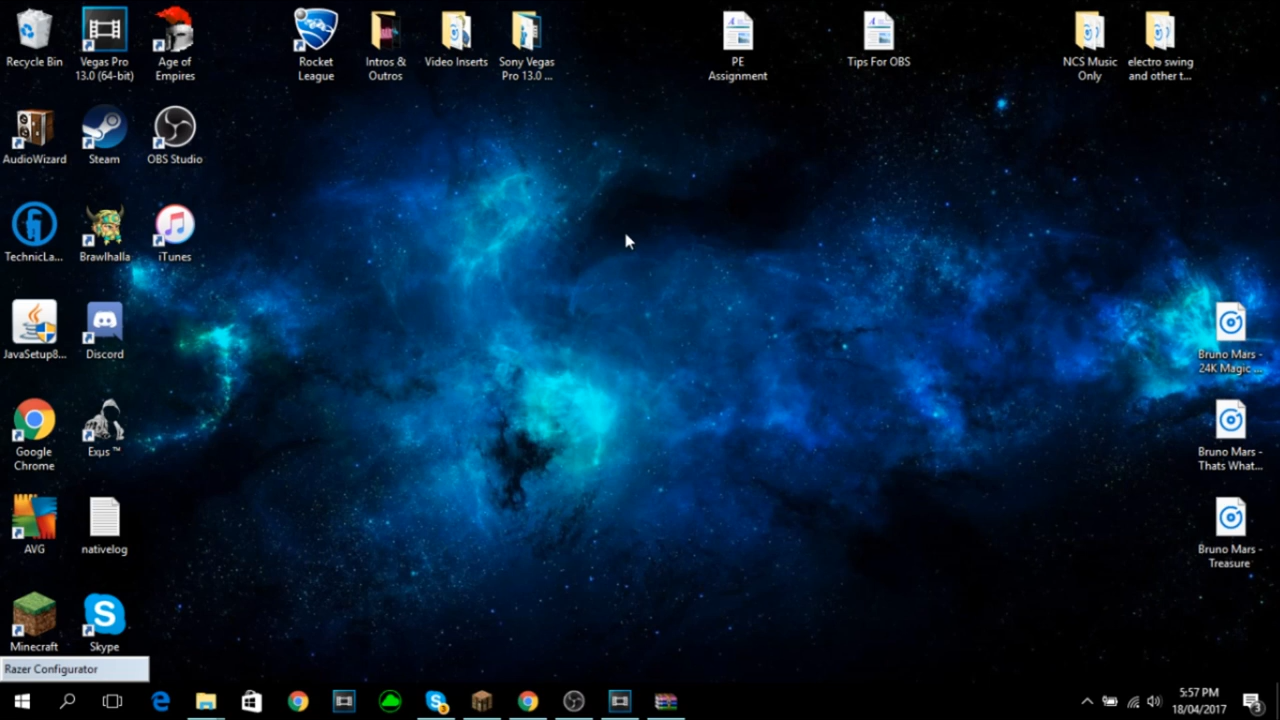 Recycle Bin
Vegas Pro
13.0 (64-bit)
Age of
Empires
Rocket
League
Intros &
Outros
Video Inserts
Sony Vegas
Pro 13.0 ...
PE
Assignment
Tips For OBS
NCS Music
Only
electro swing
and other t...
AudioWizard
Steam
OBS Studio
TechnicLa...
Brawlhalla
iTunes
JavaSetup8...
Discord
Bruno Mars -
24K Magic ...
Google
Chrome
Exus ™
Bruno Mars -
Thats What...
AVG
nativelog
Bruno Mars -
Treasure
Minecraft
Skype
Razer Configurator
5:57 PM
18/04/2017
3